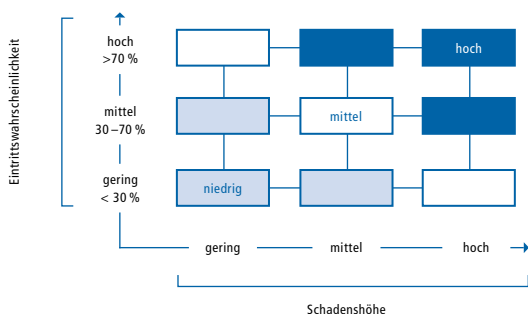 Eintrittswahrscheinlichkeit
hoch
>70 %
hoch
mittel
30–70 %
mittel
gering
< 30 %
niedrig
gering
mittel
hoch
Schadenshöhe